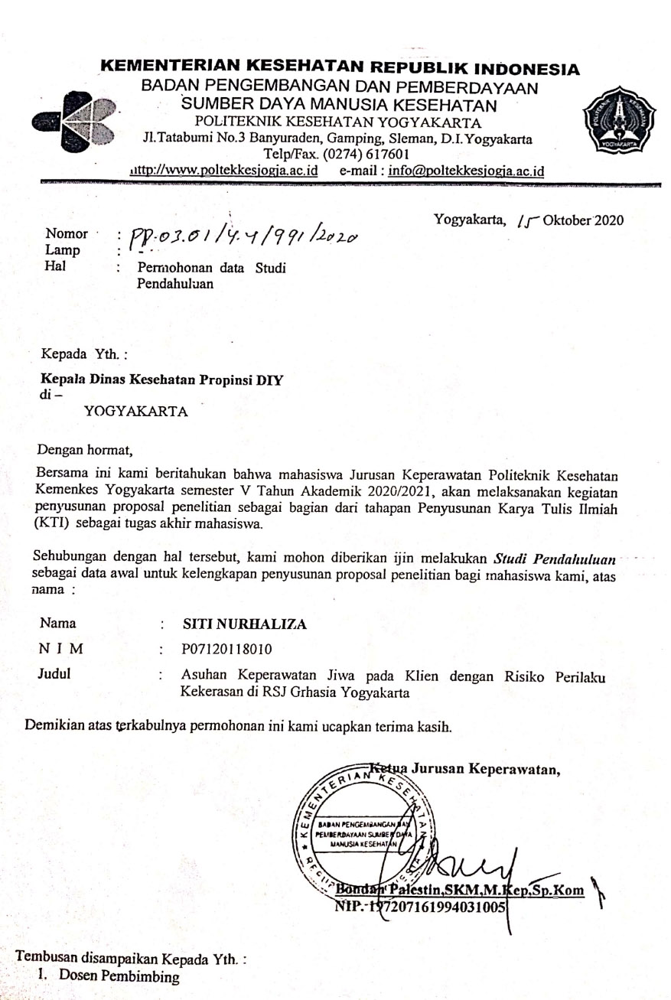 KEMENTERIAN KESEHATAN REPUBLIK INDONESIA
BADAN PENGEMBANGAN DAN PEMBERDAYAAN
SUMBER DAYA MANUSIA KESEHATAN
POLITEKNIK KESEHATAN YOGYAKARTA
Jl.Tatabumi No.3 Banyuraden, Gamping, Sleman, D.I.Yogyakarta
Telp/Fax. (0274) 617601
http://www.poltekkesjogja.ac.id e-mail : info@poltekkesjogja.ac.id
POLITEKNIK KESEHATAN
YOGYAKARTA
Yogyakarta, 15 Oktober 2020
Nomor : PP.03.01/4.4/991/2020
Lamp : -
Hal : Permohonan data Studi
Pendahuluan
Kepada Yth. :
Kepala Dinas Kesehatan Propinsi DIY
di –
YOGYAKARTA
Dengan hormat,
Bersama ini kami beritahukan bahwa mahasiswa Jurusan Keperawatan Politeknik Kesehatan
Kemenkes Yogyakarta semester V Tahun Akademik 2020/2021, akan melaksanakan kegiatan
penyusunan proposal penelitian sebagai bagian dari tahapan Penyusunan Karya Tulis Ilmiah
(KTI) sebagai tugas akhir mahasiswa.
Sehubungan dengan hal tersebut, kami mohon diberikan ijin melakukan Studi Pendahuluan
sebagai data awal untuk kelengkapan penyusunan proposal penelitian bagi mahasiswa kami, atas
nama :
Nama : SITI NURHALIZA
N I M : P07120118010
Judul : Asuhan Keperawatan Jiwa pada Klien dengan Risiko Perilaku
Kekerasan di RSJ Grhasia Yogyakarta
Demikian atas terkabulnya permohonan ini kami ucapkan terima kasih.
Ketua Jurusan Keperawatan,
KEMENTERIAN KESEHATAN
BADAN PENGEMBANGAN DAN
PEMBERDAYAAN SUMBER DAYA
MANUSIA KESEHATAN
Bondan Palestin,SKM,M.Kep,Sp.Kom
NIP.197207161994031005
Tembusan disampaikan Kepada Yth. :
1. Dosen Pembimbing